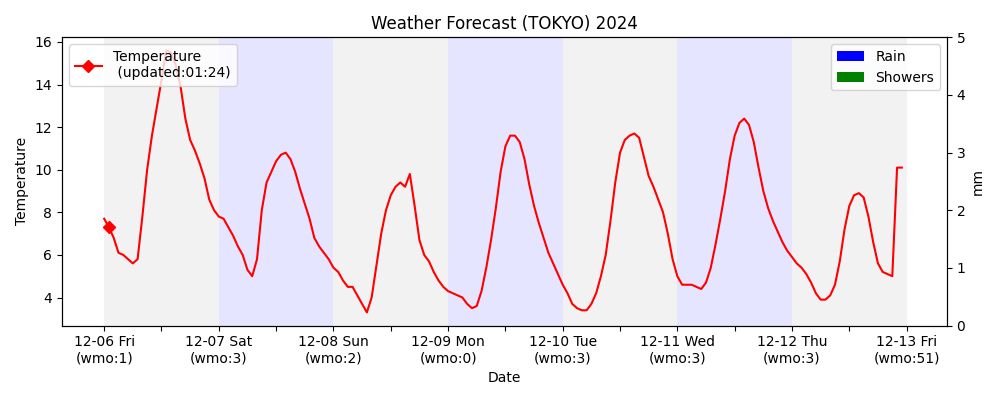 Weather Forecast (TOKYO) 2024
Temperature
(updated:01:24)
Rain
Showers
Temperature
16
14
12
10
8
6
4
5
4
3
2
1
0
mm
12-06 Fri
(wmo:1)
12-07 Sat
(wmo:3)
12-08 Sun
(wmo:2)
12-09 Mon
(wmo:0)
12-10 Tue
(wmo:3)
12-11 Wed
(wmo:3)
12-12 Thu
(wmo:3)
12-13 Fri
(wmo:51)
Date